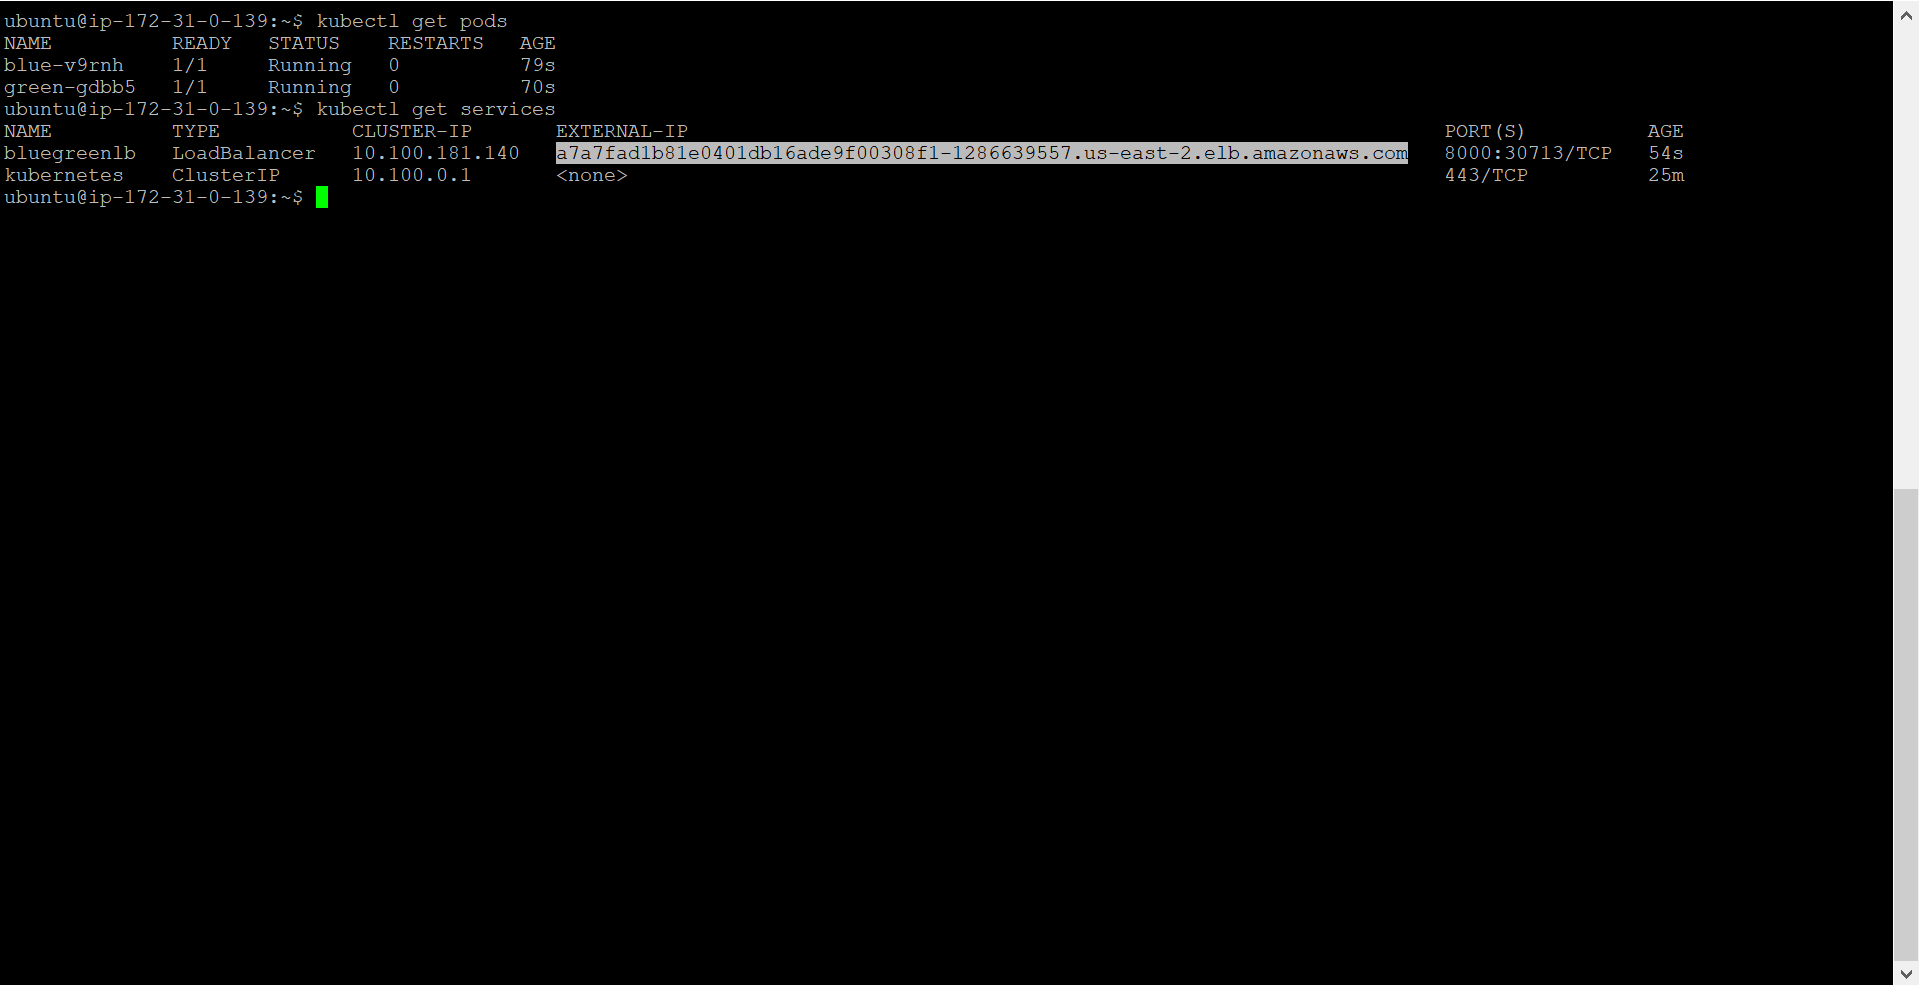 ubuntu@ip-172-31-0-139:~$ kubectl get pods
NAME          READY   STATUS    RESTARTS   AGE
blue-v9rnh    1/1     Running   0          79s
green-gdbb5   1/1     Running   0          70s
ubuntu@ip-172-31-0-139:~$ kubectl get services
NAME          TYPE           CLUSTER-IP       EXTERNAL-IP                                                               PORT(S)          AGE
bluegreenlb   LoadBalancer   10.100.181.140   a7a7fad1b81e0401db16ade9f00308f1-1286639557.us-east-2.elb.amazonaws.com   8000:30713/TCP   54s
kubernetes    ClusterIP      10.100.0.1       <none>                                                                    443/TCP          25m
ubuntu@ip-172-31-0-139:~$